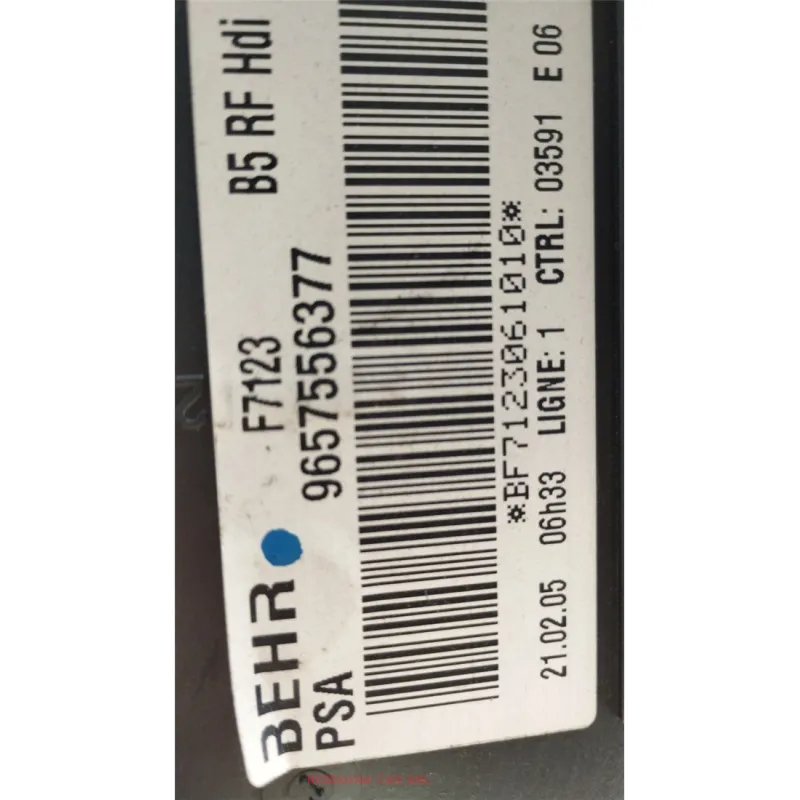 BEHR F7123 B5 RF Hdi
PSA 9657556377
*BF7123061010*
21.02.05 06h33 LIGNE: 1 CTRL: 03591 E 06